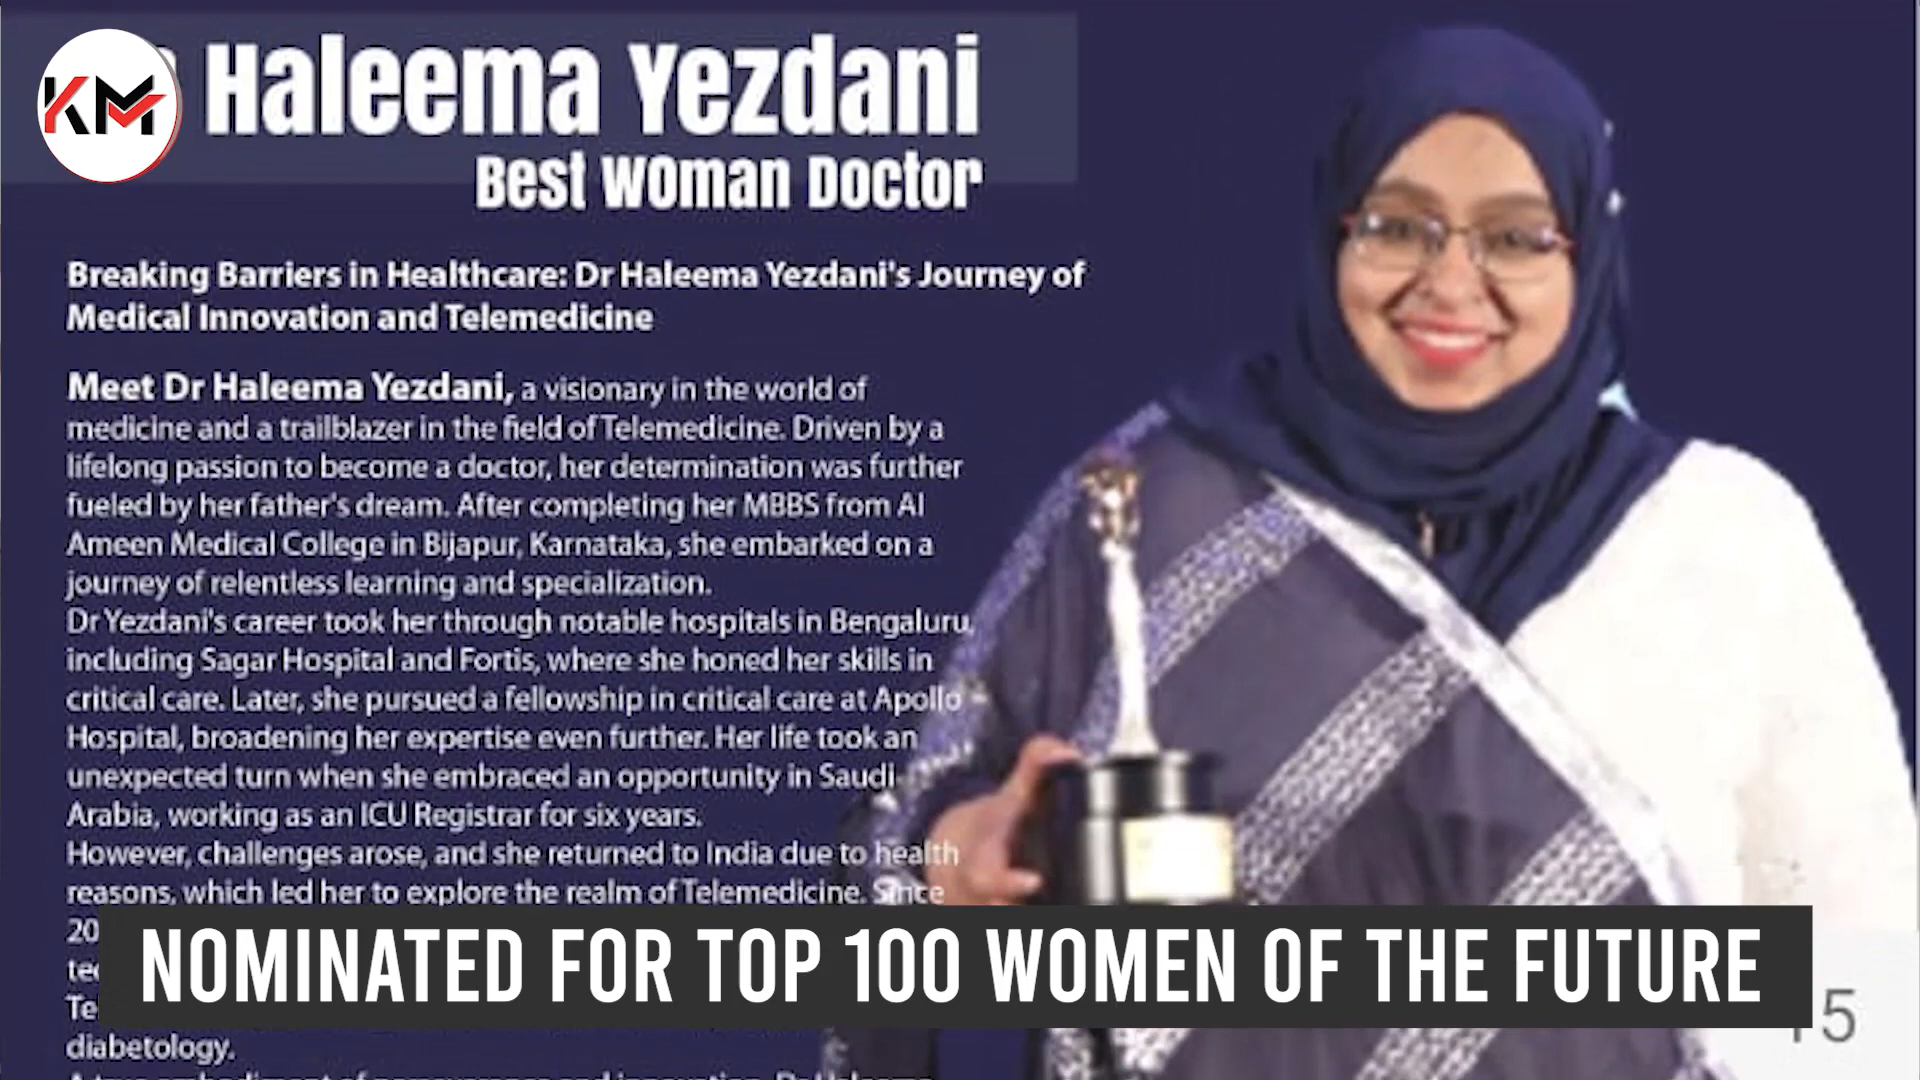 KM
Haleema Yezdani
Best WOman Doctor
Breaking Barriers in Healthcare: Dr Haleema Yezdani's Journey of
Medical Innovation and Telemedicine
Meet Dr Haleema Yezdani, a visionary in the world of
medicine and a trailblazer in the field of Telemedicine. Driven by a
lifelong passion to become a doctor, her determination was further
fueled by her father's dream. After completing her MBBS from Al
Ameen Medical College in Bijapur, Karnataka, she embarked on a
journey of relentless learning and specialization.
Dr Yezdani's career took her through notable hospitals in Bengaluru,
including Sagar Hospital and Fortis, where she honed her skills in
critical care. Later, she pursued a fellowship in critical care at Apollo
Hospital, broadening her expertise even further. Her life took an
unexpected turn when she embraced an opportunity in Saudi
Arabia, working as an ICU Registrar for six years.
However, challenges arose, and she returned to India due to health
reasons, which led her to explore the realm of Telemedicine. Since
20
NOMINATED FOR TOP 100 WOMEN OF THE FUTURE
diabetology.